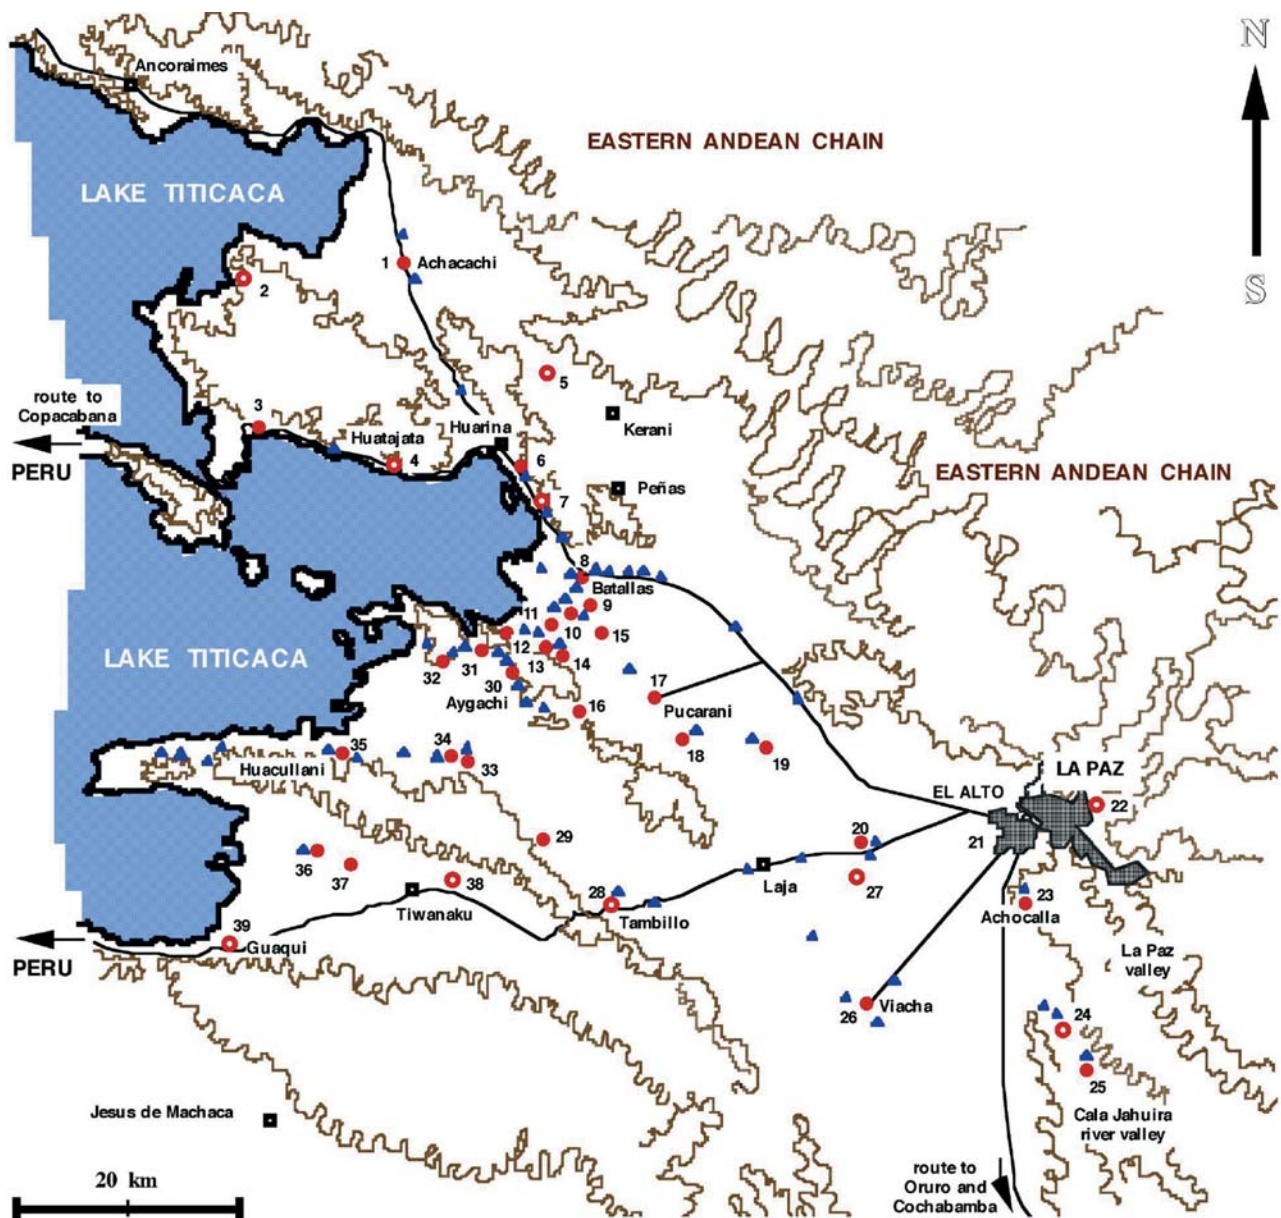 N
Ancoraimes
EASTERN ANDEAN CHAIN
LAKE TITICACA
1
Achacachi
2
S
5
route to
Copacabana
3
Huatajata
Huarina
Kerani
4
6
PERU
EASTERN ANDEAN CHAIN
Peñas
7
8
Batallas
9
11
10
15
12
13
14
LAKE TITICACA
31
32
30
17
Aygachi
16
Pucarani
34
35
18
19
Huacullani
33
LA PAZ
EL ALTO
22
29
20
21
36
37
38
28
Laja
27
23
Tiwanaku
Tambillo
Achocalla
39
Guaqui
La Paz
valley
PERU
26
Viacha
24
25
Jesus de Machaca
Cala Jahuira
river valley
20 km
route to
Oruro and
Cochabamba